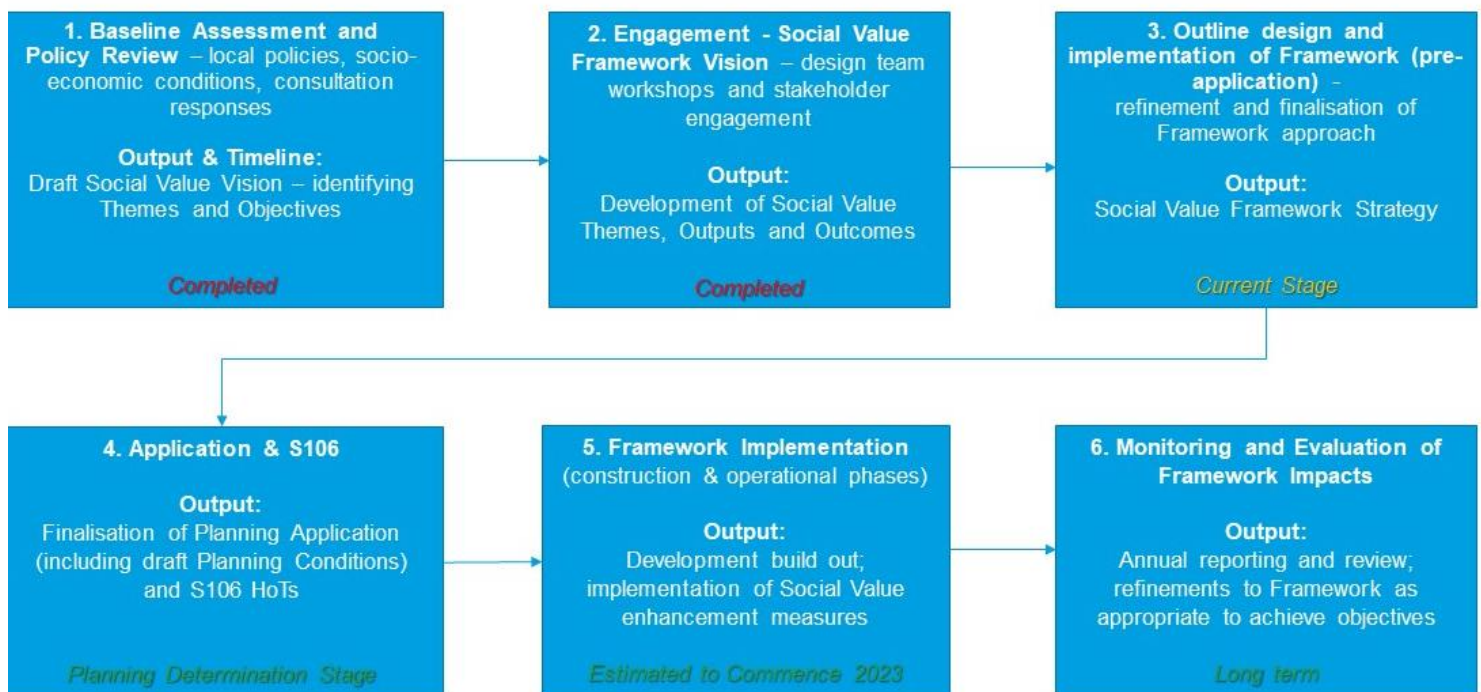 1. Baseline Assessment and
Policy Review – local policies, socio-
economic conditions, consultation
responses
Output & Timeline:
Draft Social Value Vision – identifying
Themes and Objectives
Completed
2. Engagement - Social Value
Framework Vision – design team
workshops and stakeholder
engagement
Output:
Development of Social Value
Themes, Outputs and Outcomes
Completed
3. Outline design and
implementation of Framework (pre-
application) -
refinement and finalisation of
Framework approach
Output:
Social Value Framework Strategy
Current Stage
4. Application & S106
Output:
Finalisation of Planning Application
(including draft Planning Conditions)
and S106 HoTs
Planning Determination Stage
5. Framework Implementation
(construction & operational phases)
Output:
Development build out;
implementation of Social Value
enhancement measures
Estimated to Commence 2023
6. Monitoring and Evaluation of
Framework Impacts
Output:
Annual reporting and review;
refinements to Framework as
appropriate to achieve objectives
Long term